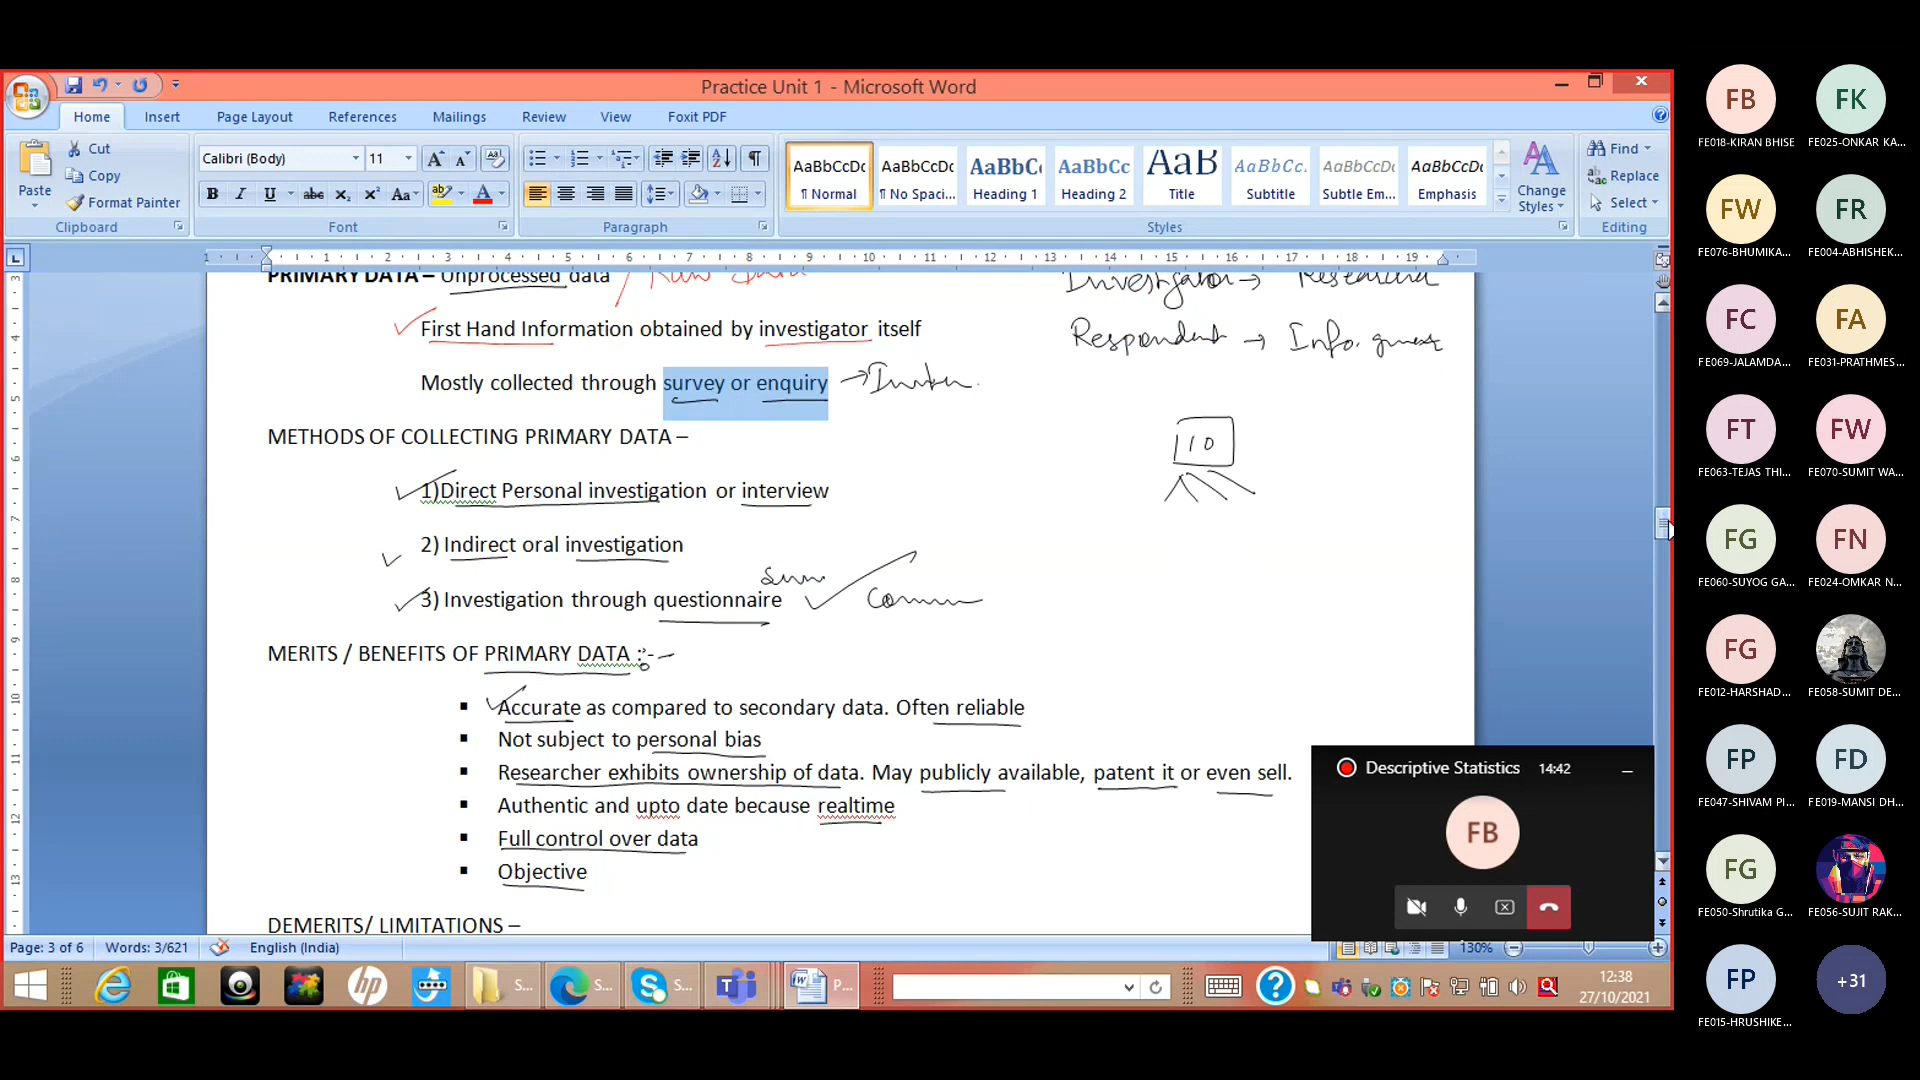 Practice Unit 1 - Microsoft Word
Home Insert Page Layout References Mailings Review View Foxit PDF
Paste
Cut
Copy
Format Painter
Clipboard
Calibri (Body) 11
Font
Paragraph
AaBbCcDc AaBbCcDc AaBbC AaBbCc AaB AaBbCc. AaBbCcDc AaBbCcDc
¶ Normal ¶ No Spaci... Heading 1 Heading 2 Title Subtitle Subtle Em... Emphasis
Change Styles
Styles
Find
Replace
Select
Editing
PRIMARY DATA – Unprocessed data / Raw Data
Investigator → 
Respondent → Info.
First Hand Information obtained by investigator itself
Mostly collected through survey or enquiry →
METHODS OF COLLECTING PRIMARY DATA –
110
1)Direct Personal investigation or interview
2) Indirect oral investigation
3) Investigation through questionnaire
MERITS / BENEFITS OF PRIMARY DATA :-
▪ Accurate as compared to secondary data. Often reliable
▪ Not subject to personal bias
▪ Researcher exhibits ownership of data. May publicly available, patent it or even sell.
▪ Authentic and upto date because realtime
▪ Full control over data
▪ Objective
DEMERITS/ LIMITATIONS –
Descriptive Statistics 14:42
FB
Page: 3 of 6 Words: 3/621 English (India) 130%
S... S... S... P...
12:38
27/10/2021
FB FK
FE018-KIRAN BHISE FE025-ONKAR KA...
FW FR
FE076-BHUMIKA... FE004-ABHISHEK...
FC FA
FE069-JALAMDA... FE031-PRATHMES...
FT FW
FE063-TEJAS THI... FE070-SUMIT WA...
FG FN
FE060-SUYOG GA... FE024-OMKAR N...
FG
FE012-HARSHAD... FE058-SUMIT DE...
FP FD
FE047-SHIVAM PI... FE019-MANSI DH...
FG
FE050-Shrutika G... FE056-SUJIT RAK...
FP +31
FE015-HRUSHIKE...